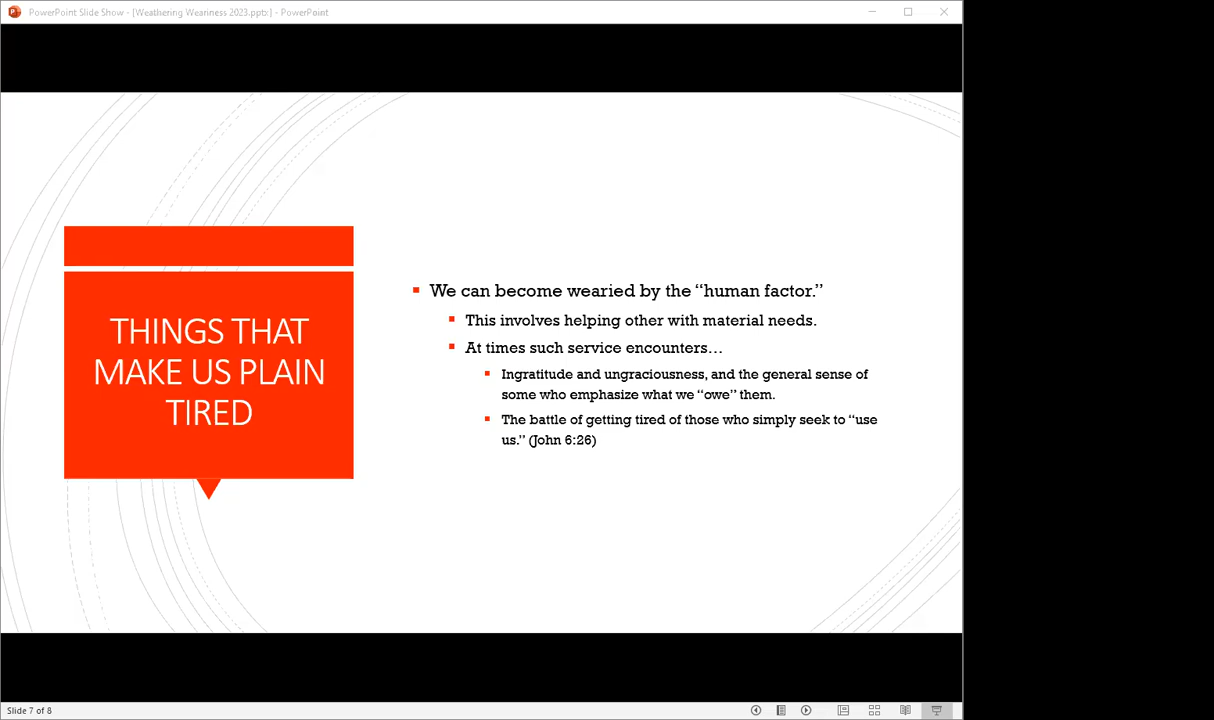 PowerPoint Slide Show - [Weathering Weariness 2023.pptx] - PowerPoint
THINGS THAT
MAKE US PLAIN
TIRED
We can become wearied by the “human factor.”
This involves helping other with material needs.
At times such service encounters…
Ingratitude and ungraciousness, and the general sense of
some who emphasize what we “owe” them.
The battle of getting tired of those who simply seek to “use
us.” (John 6:26)
Slide 7 of 8